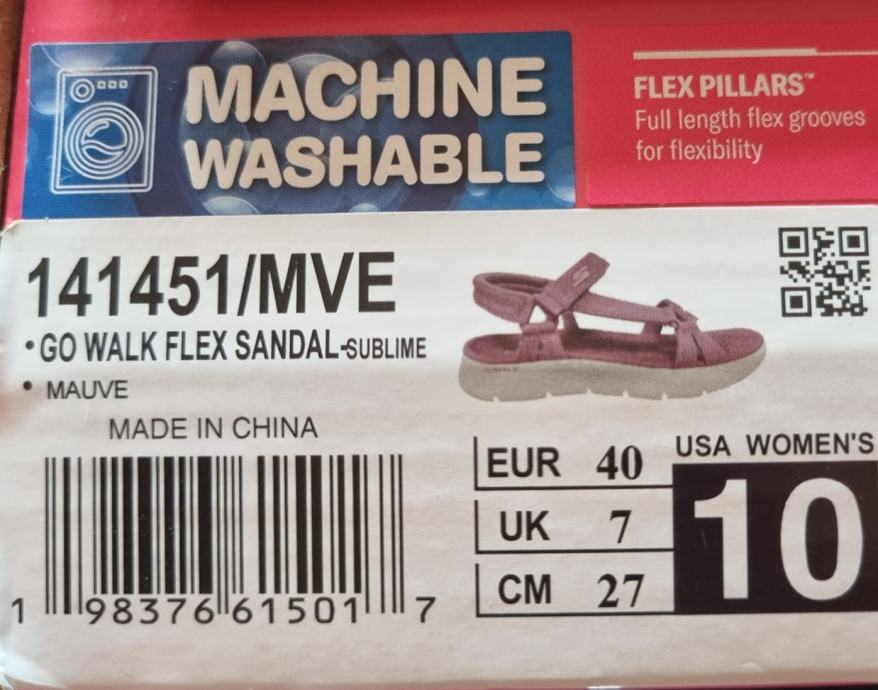 MACHINE
WASHABLE
FLEX PILLARS™
Full length flex grooves
for flexibility
141451/MVE
• GO WALK FLEX SANDAL-SUBLIME
• MAUVE
MADE IN CHINA
1 98376 61501 7
EUR 40
UK 7
CM 27
USA WOMEN'S
10